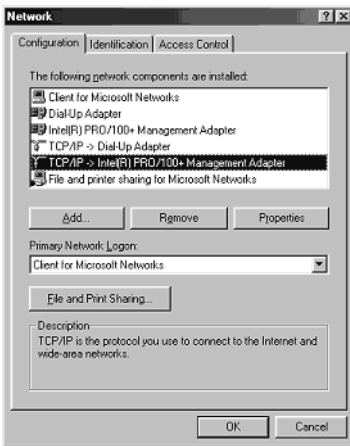 Network
? X
Configuration Identification Access Control
The following network components are installed:
Client for Microsoft Networks
Dial-Up Adapter
Intel(R) PRO/100+ Management Adapter
TCP/IP -> Dial-Up Adapter
TCP/IP -> Intel(R) PRO/100+ Management Adapter
File and printer sharing for Microsoft Networks
Add... Remove Properties
Primary Network Logon:
Client for Microsoft Networks
File and Print Sharing...
Description
TCP/IP is the protocol you use to connect to the Internet and
wide-area networks.
OK Cancel